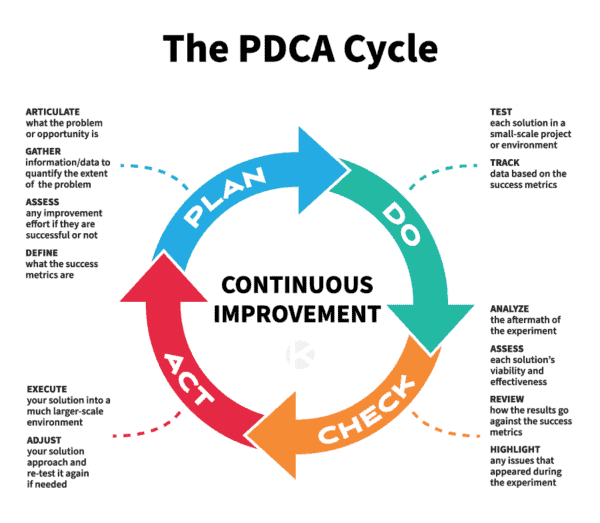 The PDCA Cycle
ARTICULATE
what the problem
or opportunity is
GATHER
information/data to
quantify the extent
of the problem
ASSESS
any improvement
effort if they are
successful or not
DEFINE
what the success
metrics are
PLAN
TEST
each solution in a
small-scale project
or environment
TRACK
data based on the
success metrics
DO
CONTINUOUS
IMPROVEMENT
ANALYZE
the aftermath of
the experiment
ASSESS
each solution's
viability and
effectiveness
REVIEW
how the results go
against the success
metrics
HIGHLIGHT
any issues that
appeared during
the experiment
CHECK
EXECUTE
your solution into a
much larger-scale
environment
ADJUST
your solution
approach and
re-test it again
if needed
ACT